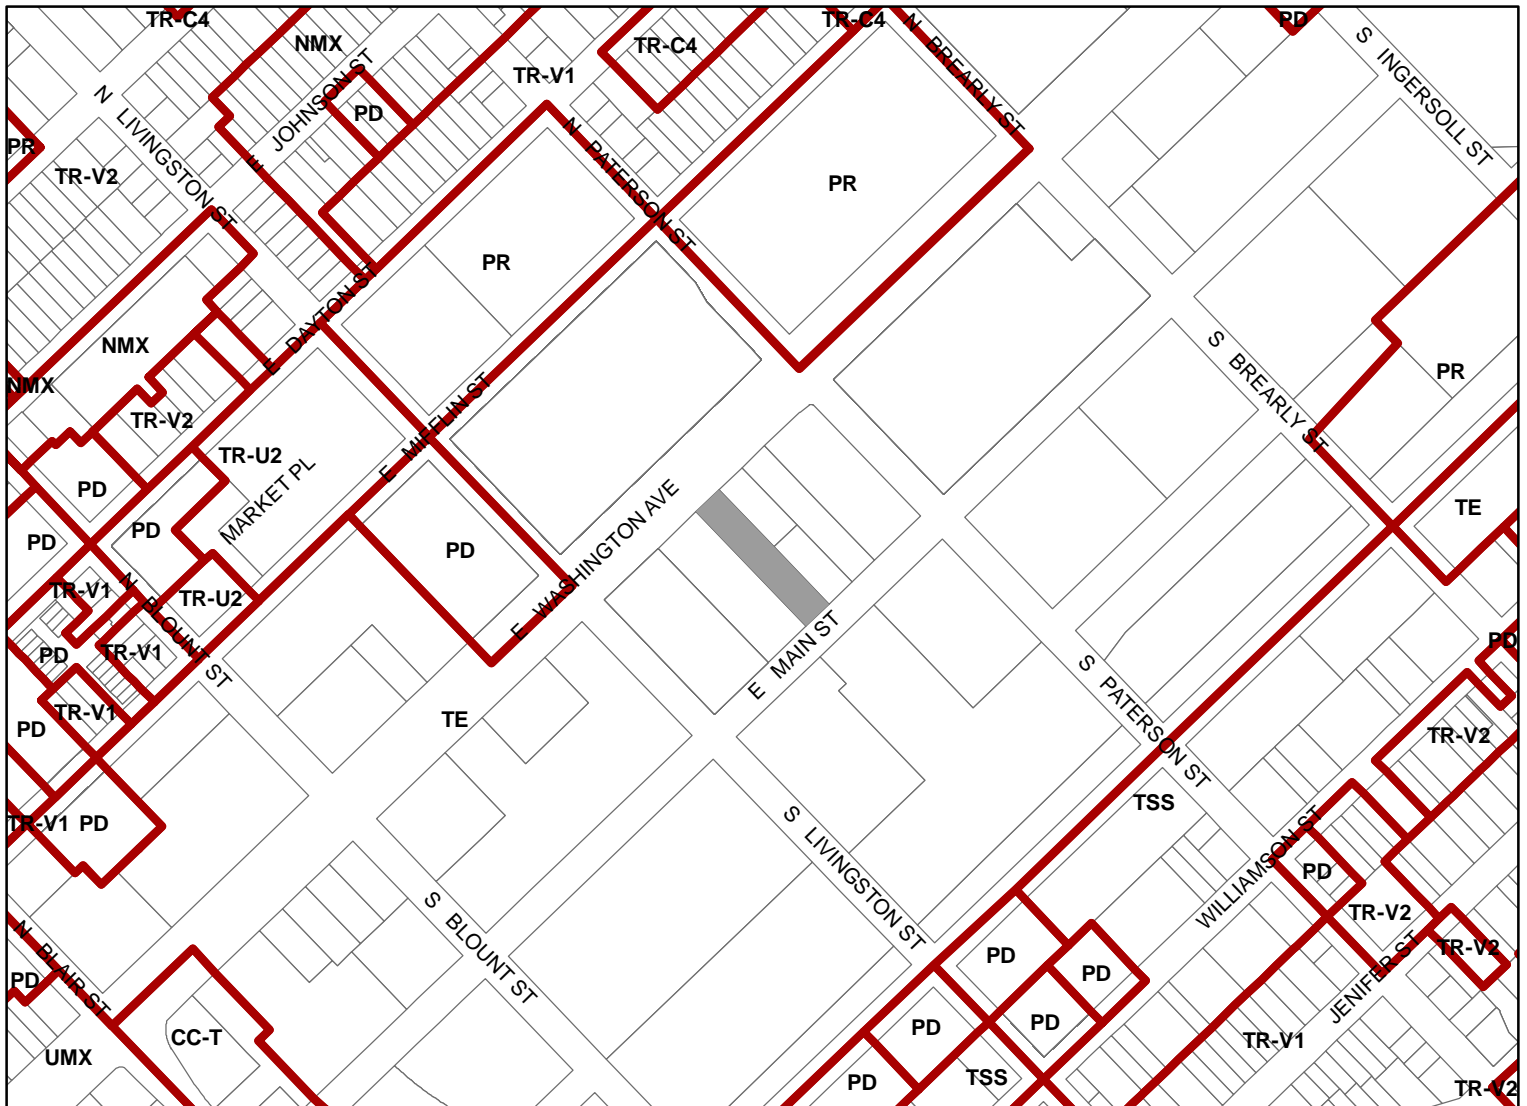 TR-C4
NMX
TR-C4
TR-C4
PD
N BREARLY ST
S INGERSOLL ST
E JOHNSON ST
TR-V1
PD
N LIVINGSTON ST
N PATERSON ST
PR
TR-V2
PR
PR
E DAYTON ST
NMX
NMX
S BREARLY ST
PR
TR-V2
E MIFFLIN ST
TR-U2
MARKET PL
PD
PD
PD
PD
E WASHINGTON AVE
TE
TR-V1
N BLOUNT ST
TR-U2
PD
TR-V1
E MAIN ST
PD
TR-V1
PD
TE
S PATERSON ST
TR-V2
TR-V1
PD
TSS
S LIVINGSTON ST
WILLIAMSON ST
PD
TR-V2
S BLOUNT ST
N BLAIR ST
PD
PD
PD
JENIFER ST
TR-V2
PD
PD
CC-T
UMX
TR-V1
PD
TSS
TR-V2